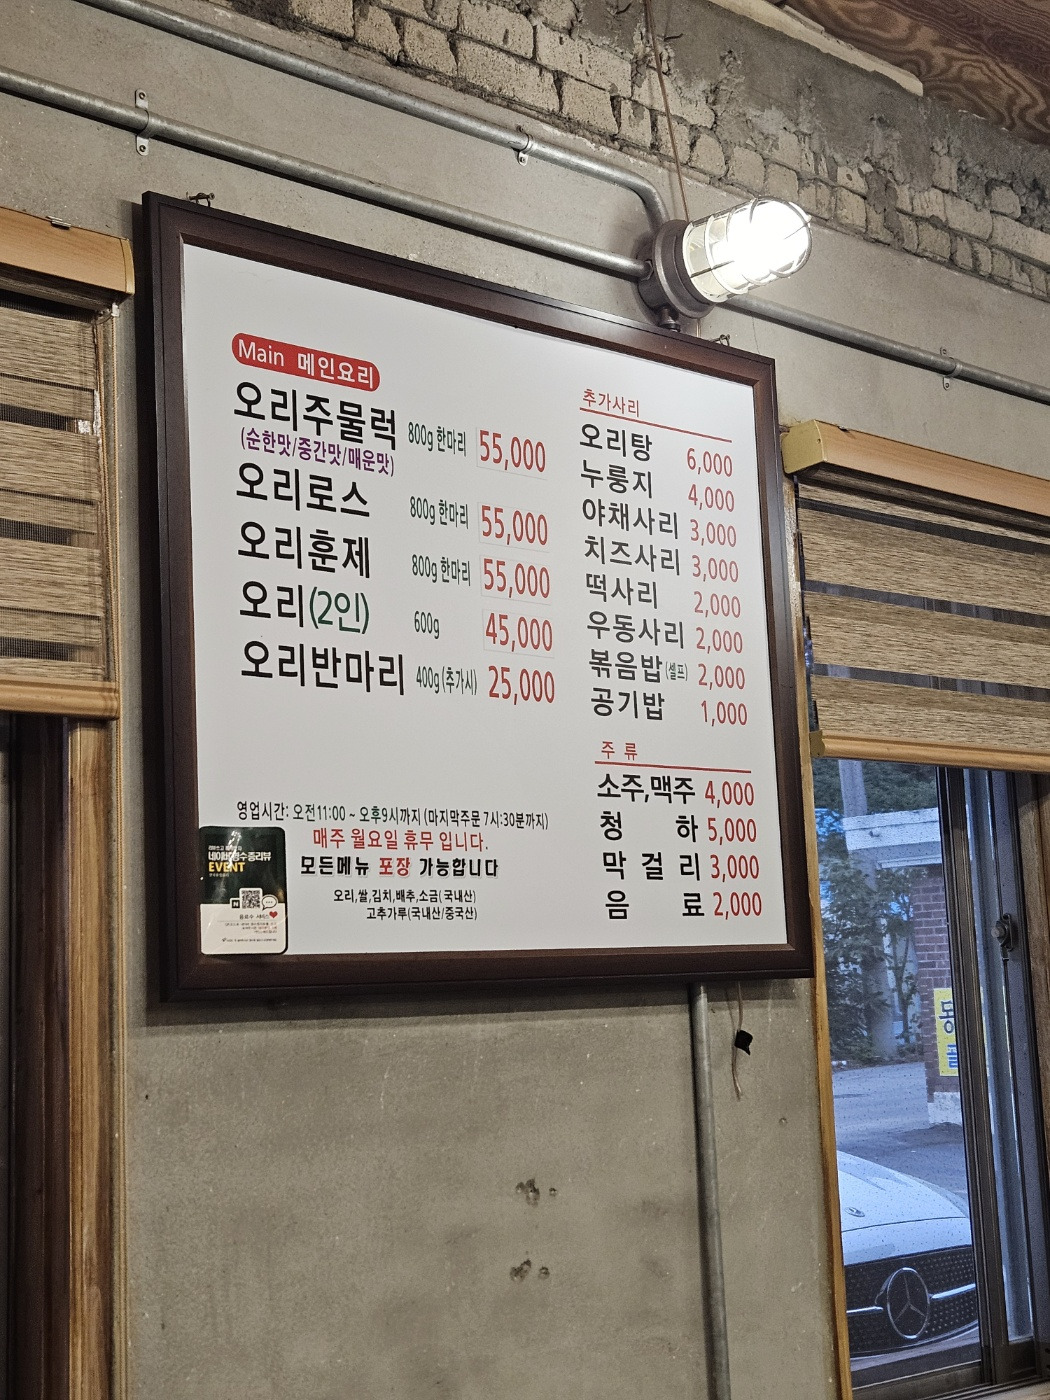 Main 메인요리
오리주물럭 800g 한마리 55,000
(순한맛/중간맛/매운맛)
오리로스 800g 한마리 55,000
오리훈제 800g 한마리 55,000
오리(2인) 600g 45,000
오리반마리 400g(추가시) 25,000
영업시간: 오전11:00 ~ 오후9시까지 (마지막주문 7시:30분까지)
매주 월요일 휴무 입니다.
모든메뉴 포장 가능합니다
오리,쌀,김치,배추,소금(국내산)
고추가루(국내산/중국산)
EVENT
추가사리
오리탕 6,000
누룽지 4,000
야채사리 3,000
치즈사리 3,000
떡사리 2,000
우동사리 2,000
볶음밥(셀프) 2,000
공기밥 1,000
주 류
소주,맥주 4,000
청 하 5,000
막 걸 리 3,000
음 료 2,000